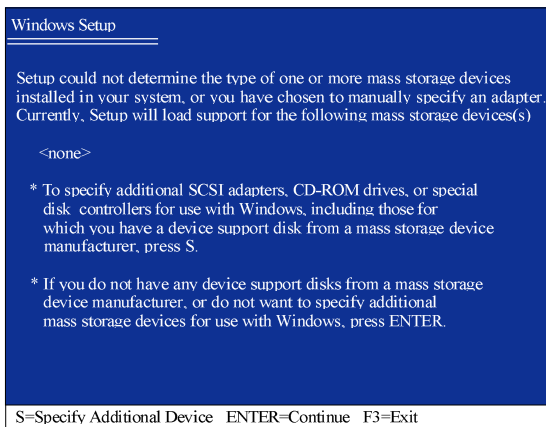 Windows Setup
Setup could not determine the type of one or more mass storage devices
installed in your system, or you have chosen to manually specify an adapter.
Currently, Setup will load support for the following mass storage devices(s)
<none>
* To specify additional SCSI adapters, CD-ROM drives, or special
disk controllers for use with Windows, including those for
which you have a device support disk from a mass storage device
manufacturer, press S.
* If you do not have any device support disks from a mass storage
device manufacturer, or do not want to specify additional
mass storage devices for use with Windows, press ENTER.
S=Specify Additional Device ENTER=Continue F3=Exit